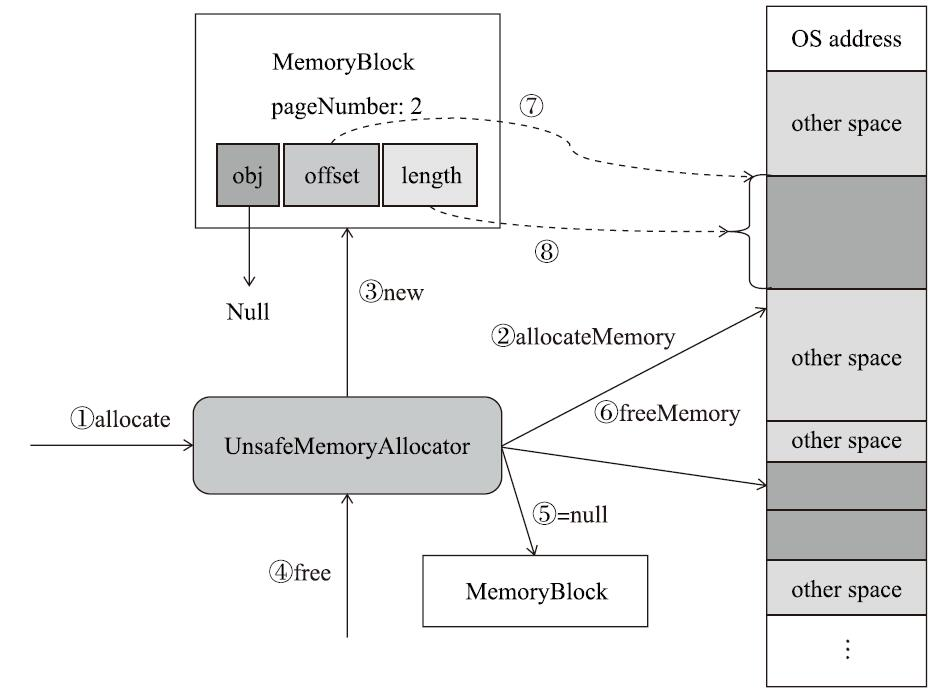 OS address
MemoryBlock
pageNumber: 2
⑦
other space
obj
offset
length
⑧
③new
Null
②allocateMemory
other space
①allocate
⑥freeMemory
UnsafeMemoryAllocator
other space
⑤=null
④free
MemoryBlock
other space
⋮